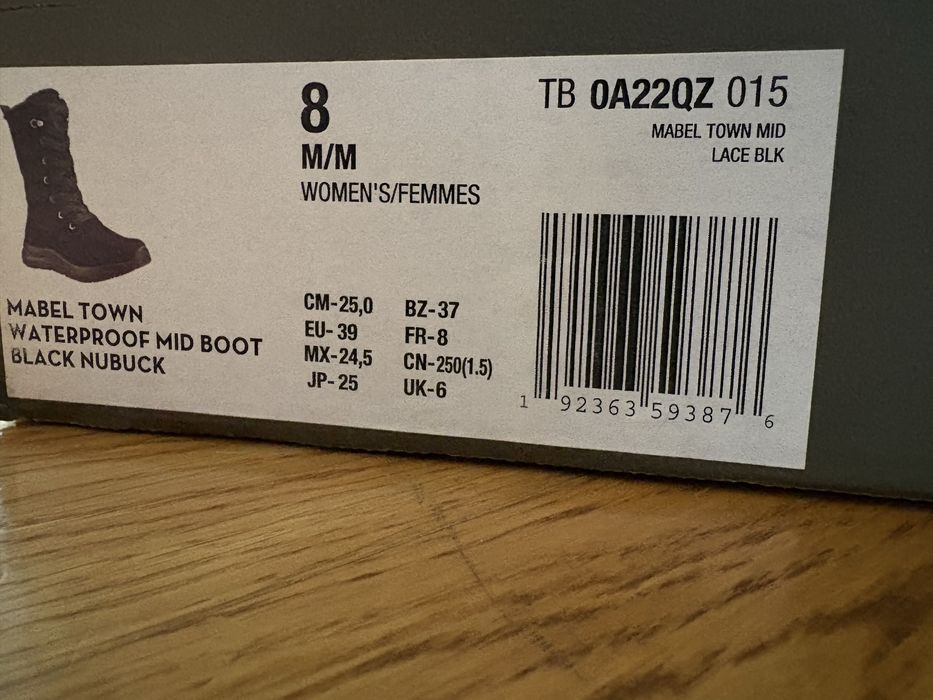 8
M/M
WOMEN'S/FEMMES
TB 0A22QZ 015
MABEL TOWN MID
LACE BLK
MABEL TOWN
WATERPROOF MID BOOT
BLACK NUBUCK
CM-25,0 BZ-37
EU-39 FR-8
MX-24,5 CN-250(1.5)
JP-25 UK-6
1 92363 59387 6